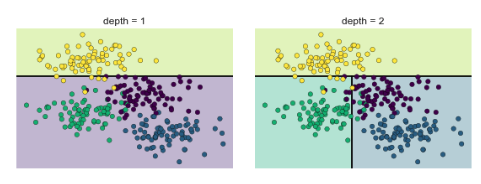 depth = 1
depth = 2